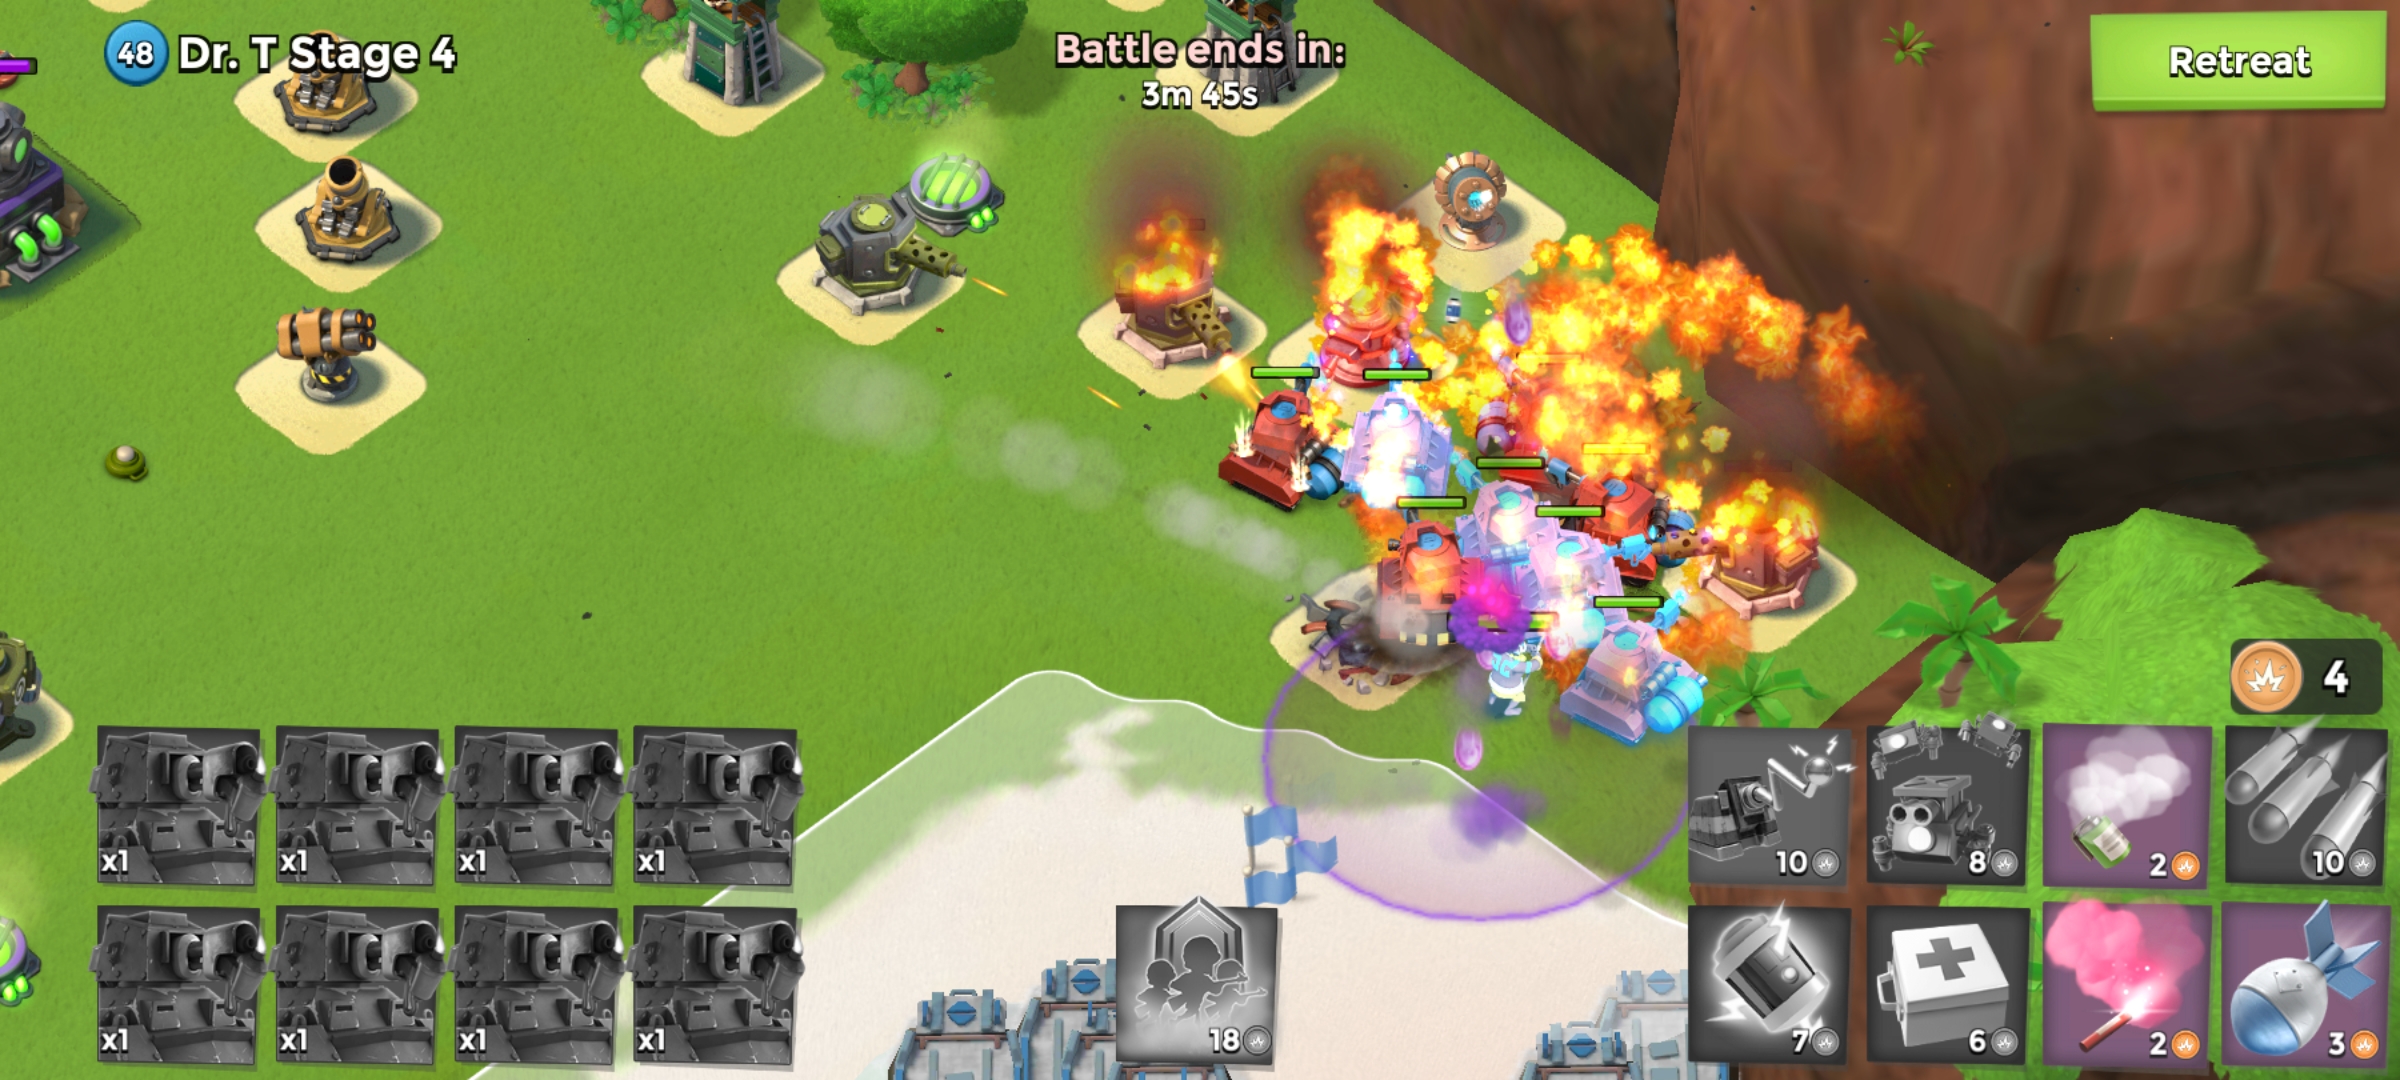 48 Dr. T Stage 4
Battle ends in:
3m 45s
Retreat
4
x1 x1 x1 x1
10 8 2 10
x1 x1 x1 x1
18
7 6 2 3